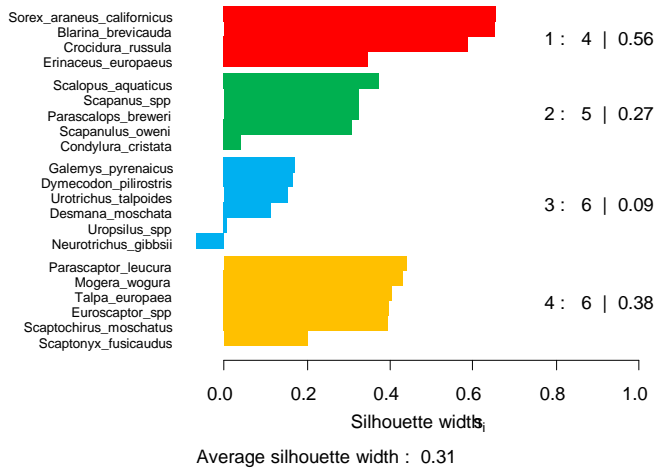 Sorex_araneus_californicus
Blarina_brevicauda
Crocidura_russula
Erinaceus_europaeus
1 : 4 | 0.56
Scalopus_aquaticus
Scapanus_spp
Parascalops_breweri
Scapanulus_oweni
Condylura_cristata
2 : 5 | 0.27
Galemys_pyrenaicus
Dymecodon_pilirostris
Urotrichus_talpoides
Desmana_moschata
Uropsilus_spp
Neurotrichus_gibbsii
3 : 6 | 0.09
Parascaptor_leucura
Mogera_wogura
Talpa_europaea
Euroscaptor_spp
Scaptochirus_moschatus
Scaptonyx_fusicaudus
4 : 6 | 0.38
0.0 0.2 0.4 0.6 0.8 1.0
Silhouette width si
Average silhouette width : 0.31